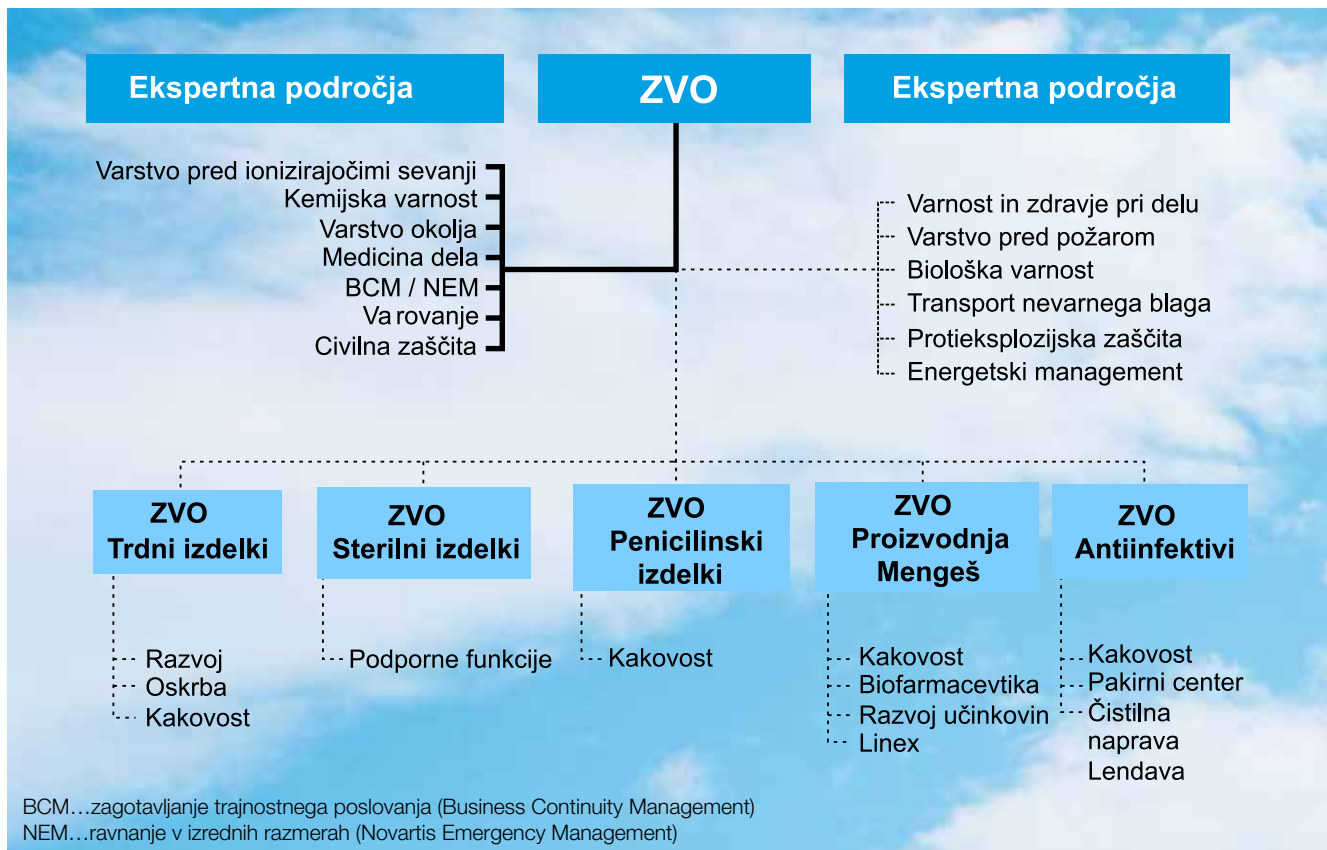 Ekspertna področja
ZVO
Ekspertna področja
Varstvo pred ionizirajočimi sevanji
Kemijska varnost
Varstvo okolja
Medicina dela
BCM / NEM
Varovanje
Civilna zaščita
Varnost in zdravje pri delu
Varstvo pred požarom
Biološka varnost
Transport nevarnega blaga
Protieksplozijska zaščita
Energetski management
ZVO
Trdni izdelki
Razvoj
Oskrba
Kakovost
ZVO
Sterilni izdelki
Podporne funkcije
ZVO
Penicilinski
izdelki
Kakovost
ZVO
Proizvodnja
Mengeš
Kakovost
Biofarmacevtika
Razvoj učinkovin
Linex
ZVO
Antiinfektivi
Kakovost
Pakirni center
Čistilna
naprava
Lendava
BCM…zagotavljanje trajnostnega poslovanja (Business Continuity Management)
NEM…ravnanje v izrednih razmerah (Novartis Emergency Management)